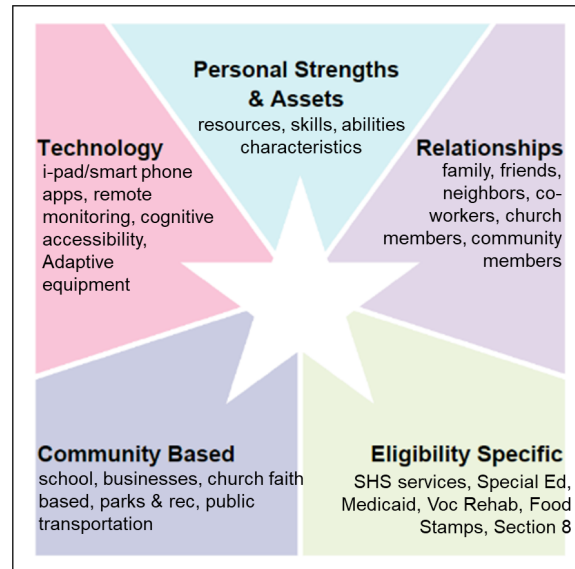 Personal Strengths
& Assets
resources, skills, abilities
characteristics
Technology
i-pad/smart phone
apps, remote
monitoring, cognitive
accessibility,
Adaptive
equipment
Relationships
family, friends,
neighbors, co-
workers, church
members, community
members
Community Based
school, businesses, church faith
based, parks & rec, public
transportation
Eligibility Specific
SHS services, Special Ed,
Medicaid, Voc Rehab, Food
Stamps, Section 8